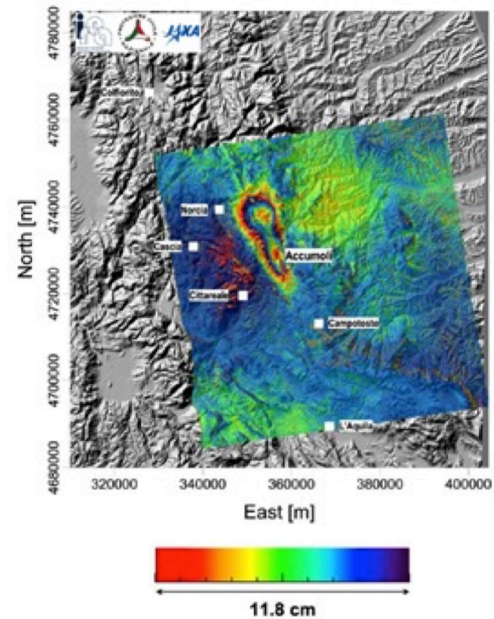 JAXA
Colfiorito
Norcia
Cascia
Accumoli
Cittareale
Campotosto
L'Aquila
North [m]
4780000
4760000
4740000
4720000
4700000
4680000
320000 340000 360000 380000 400000
East [m]
11.8 cm